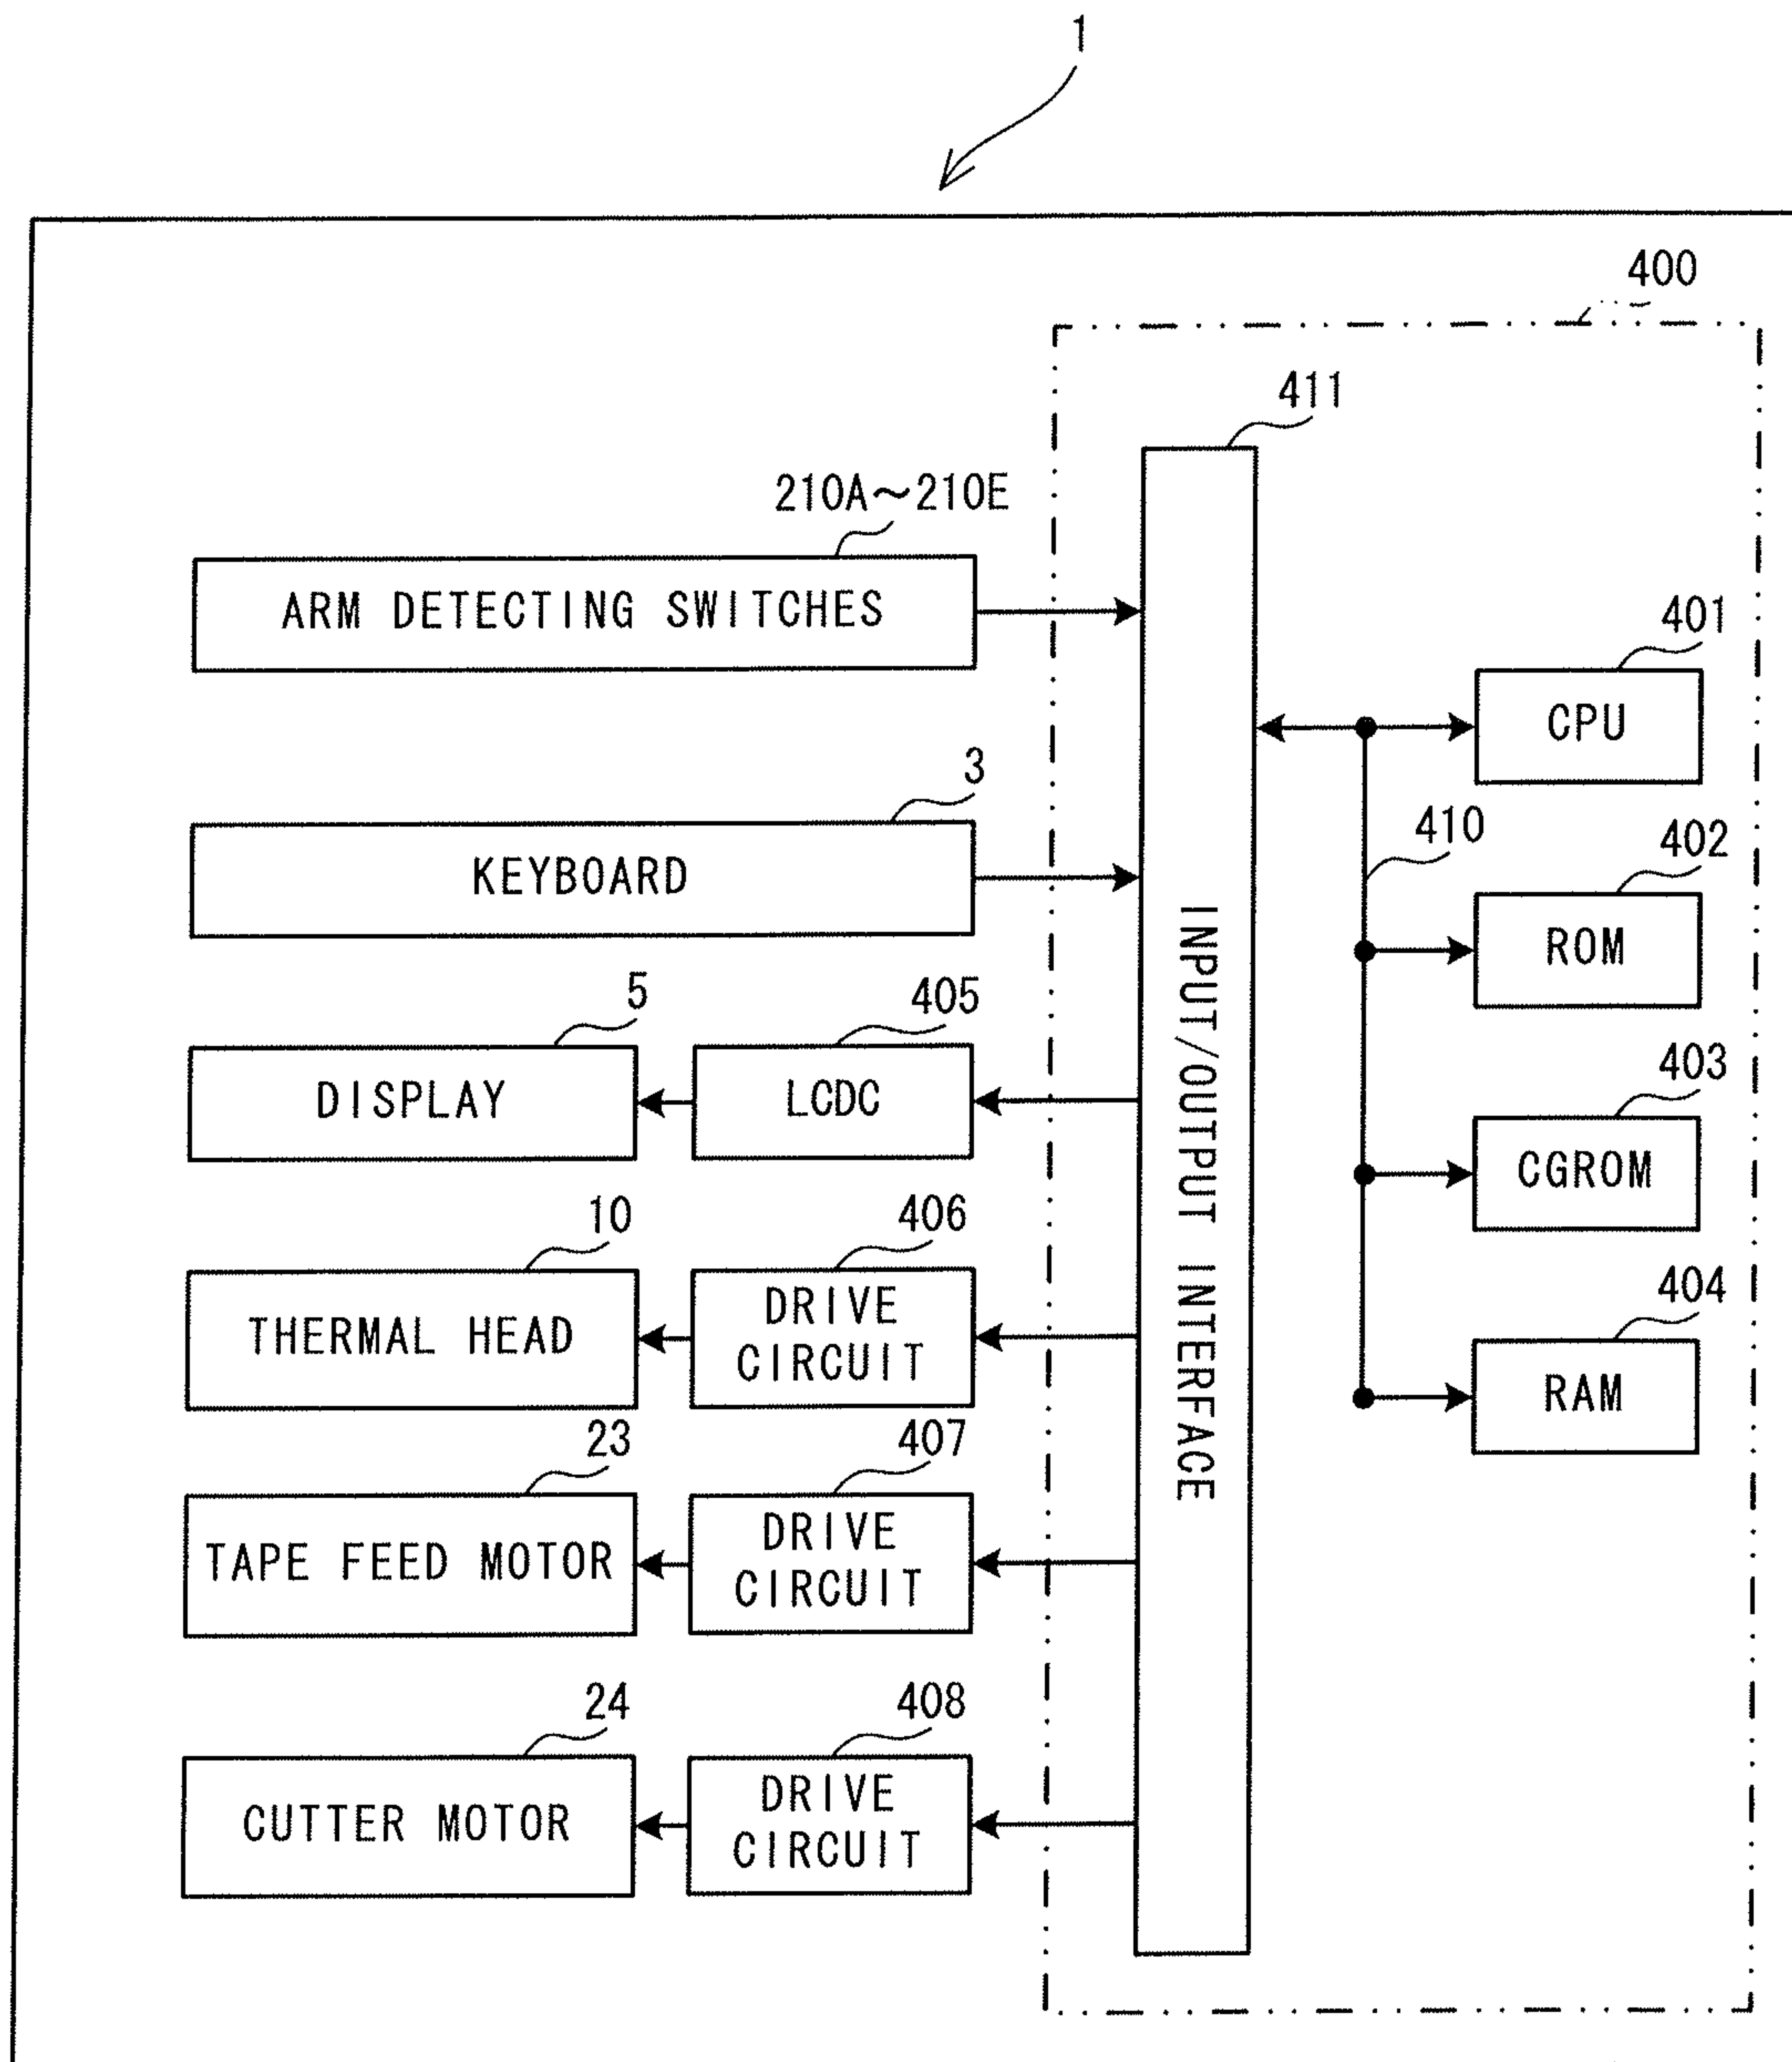 1
400
411
210A～210E
ARM DETECTING SWITCHES
401
CPU
3
KEYBOARD
410
402
ROM
INPUT/OUTPUT INTERFACE
5
405
DISPLAY
LCDC
403
CGROM
10
406
THERMAL HEAD
DRIVE
CIRCUIT
404
RAM
23
407
TAPE FEED MOTOR
DRIVE
CIRCUIT
24
408
CUTTER MOTOR
DRIVE
CIRCUIT